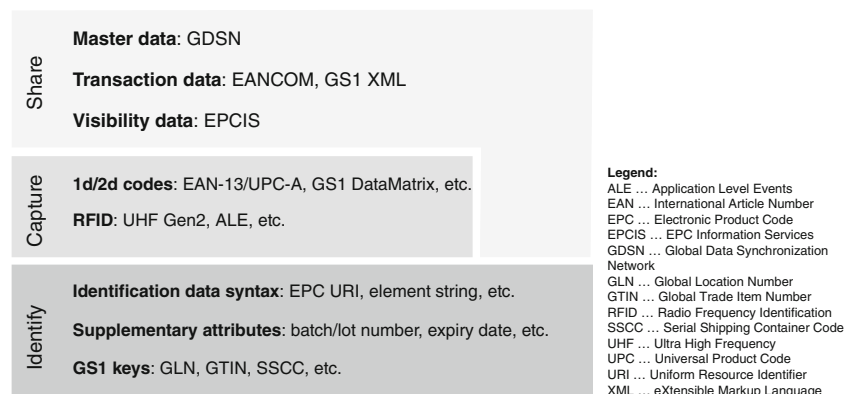 Share
Master data: GDSN
Transaction data: EANCOM, GS1 XML
Visibility data: EPCIS
Capture
1d/2d codes: EAN-13/UPC-A, GS1 DataMatrix, etc.
RFID: UHF Gen2, ALE, etc.
Identify
Identification data syntax: EPC URI, element string, etc.
Supplementary attributes: batch/lot number, expiry date, etc.
GS1 keys: GLN, GTIN, SSCC, etc.
Legend:
ALE … Application Level Events
EAN … International Article Number
EPC … Electronic Product Code
EPCIS … EPC Information Services
GDSN … Global Data Synchronization
Network
GLN … Global Location Number
GTIN … Global Trade Item Number
RFID … Radio Frequency Identification
SSCC … Serial Shipping Container Code
UHF … Ultra High Frequency
UPC … Universal Product Code
URI … Uniform Resource Identifier
XML … eXtensible Markup Language